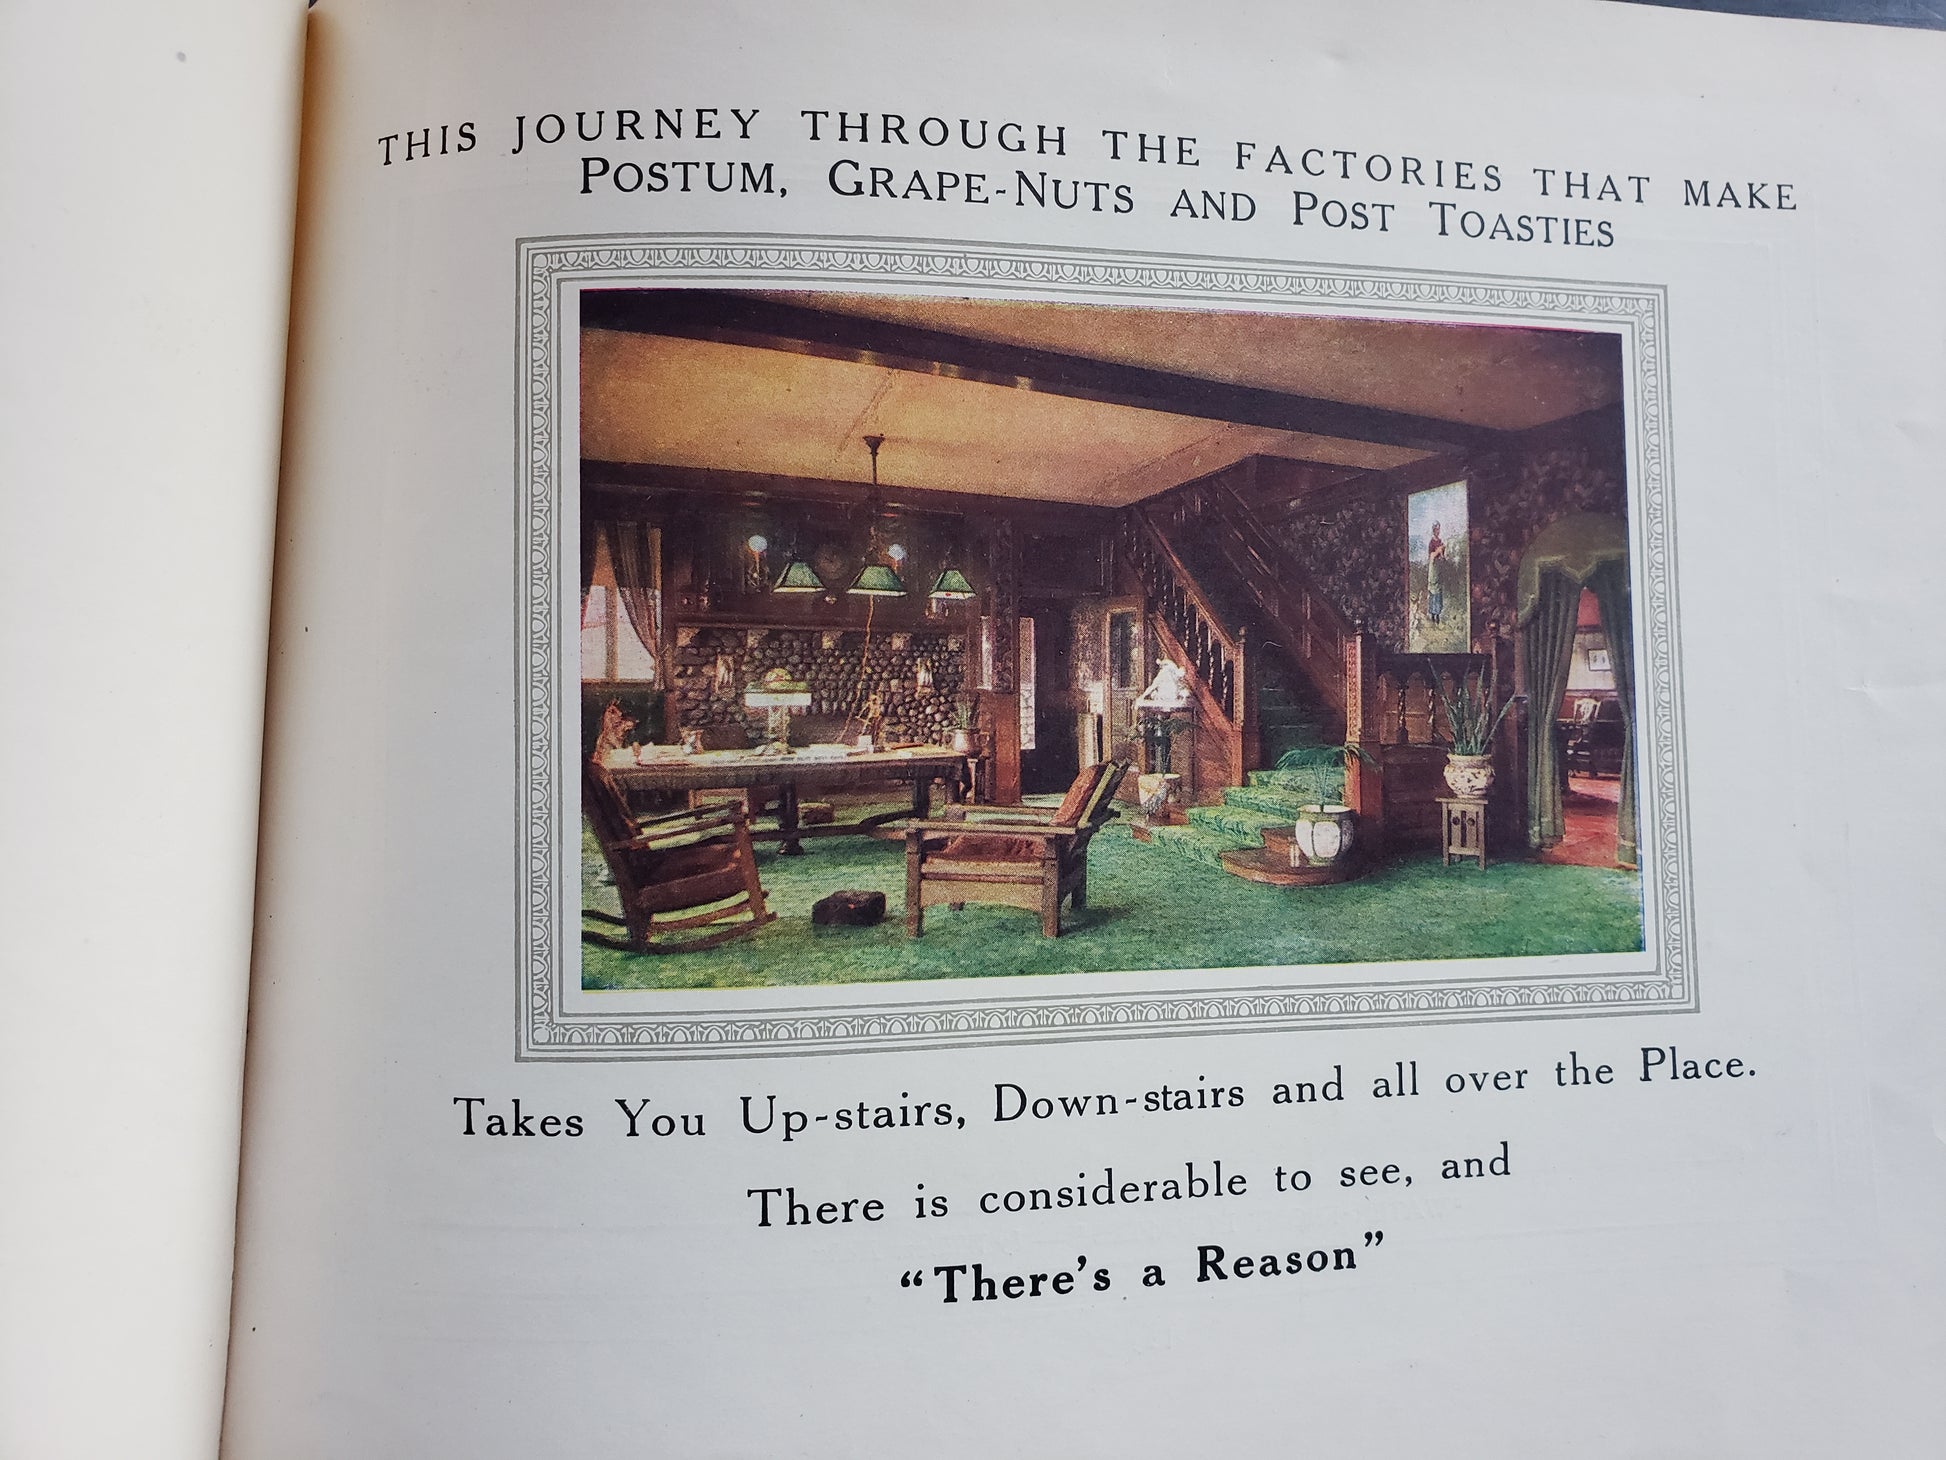 THIS JOURNEY THROUGH THE FACTORIES THAT MAKE
POSTUM, GRAPE-NUTS AND POST TOASTIES
Takes You Up-stairs, Down-stairs and all over the Place.
There is considerable to see, and
“There's a Reason”